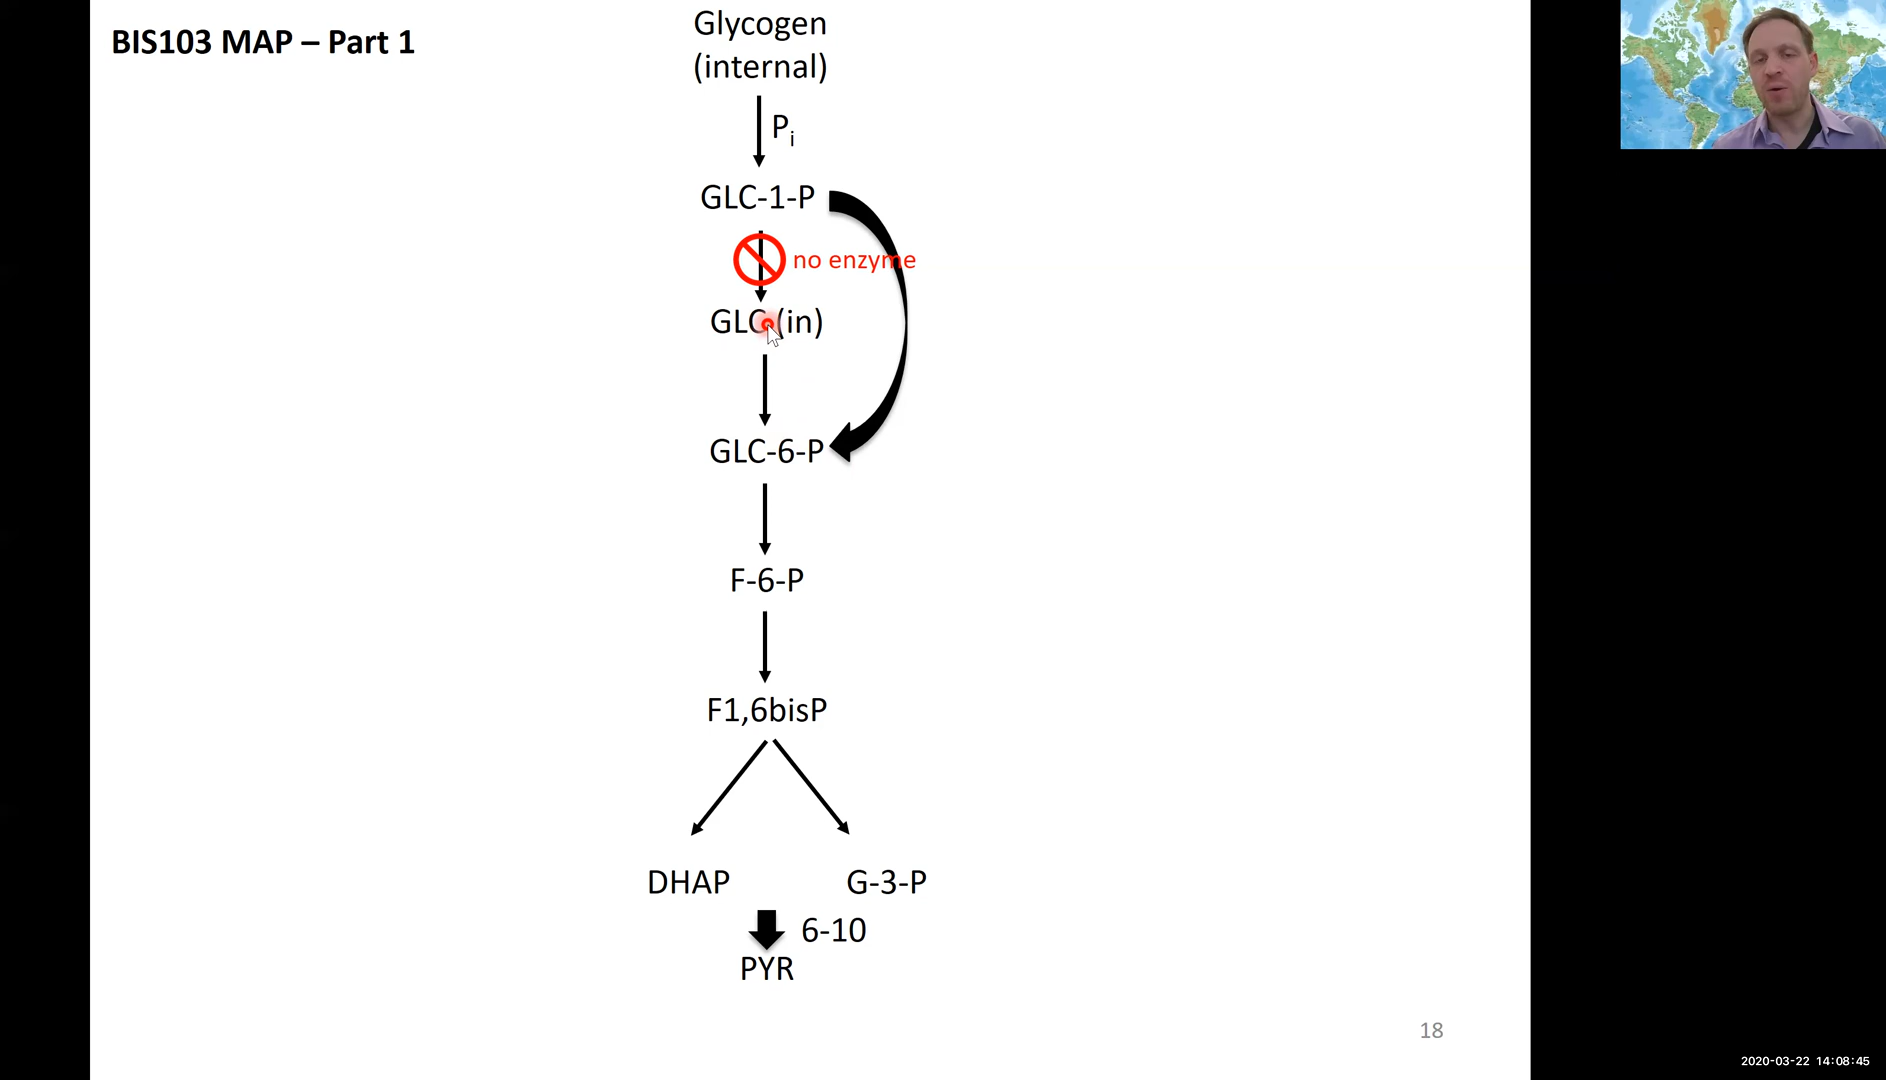 BIS103 MAP – Part 1
Glycogen
(internal)
Pi
GLC-1-P
no enzyme
GLC (in)
GLC-6-P
F-6-P
F1,6bisP
DHAP
G-3-P
6-10
PYR
18
2020-03-22 14:08:45